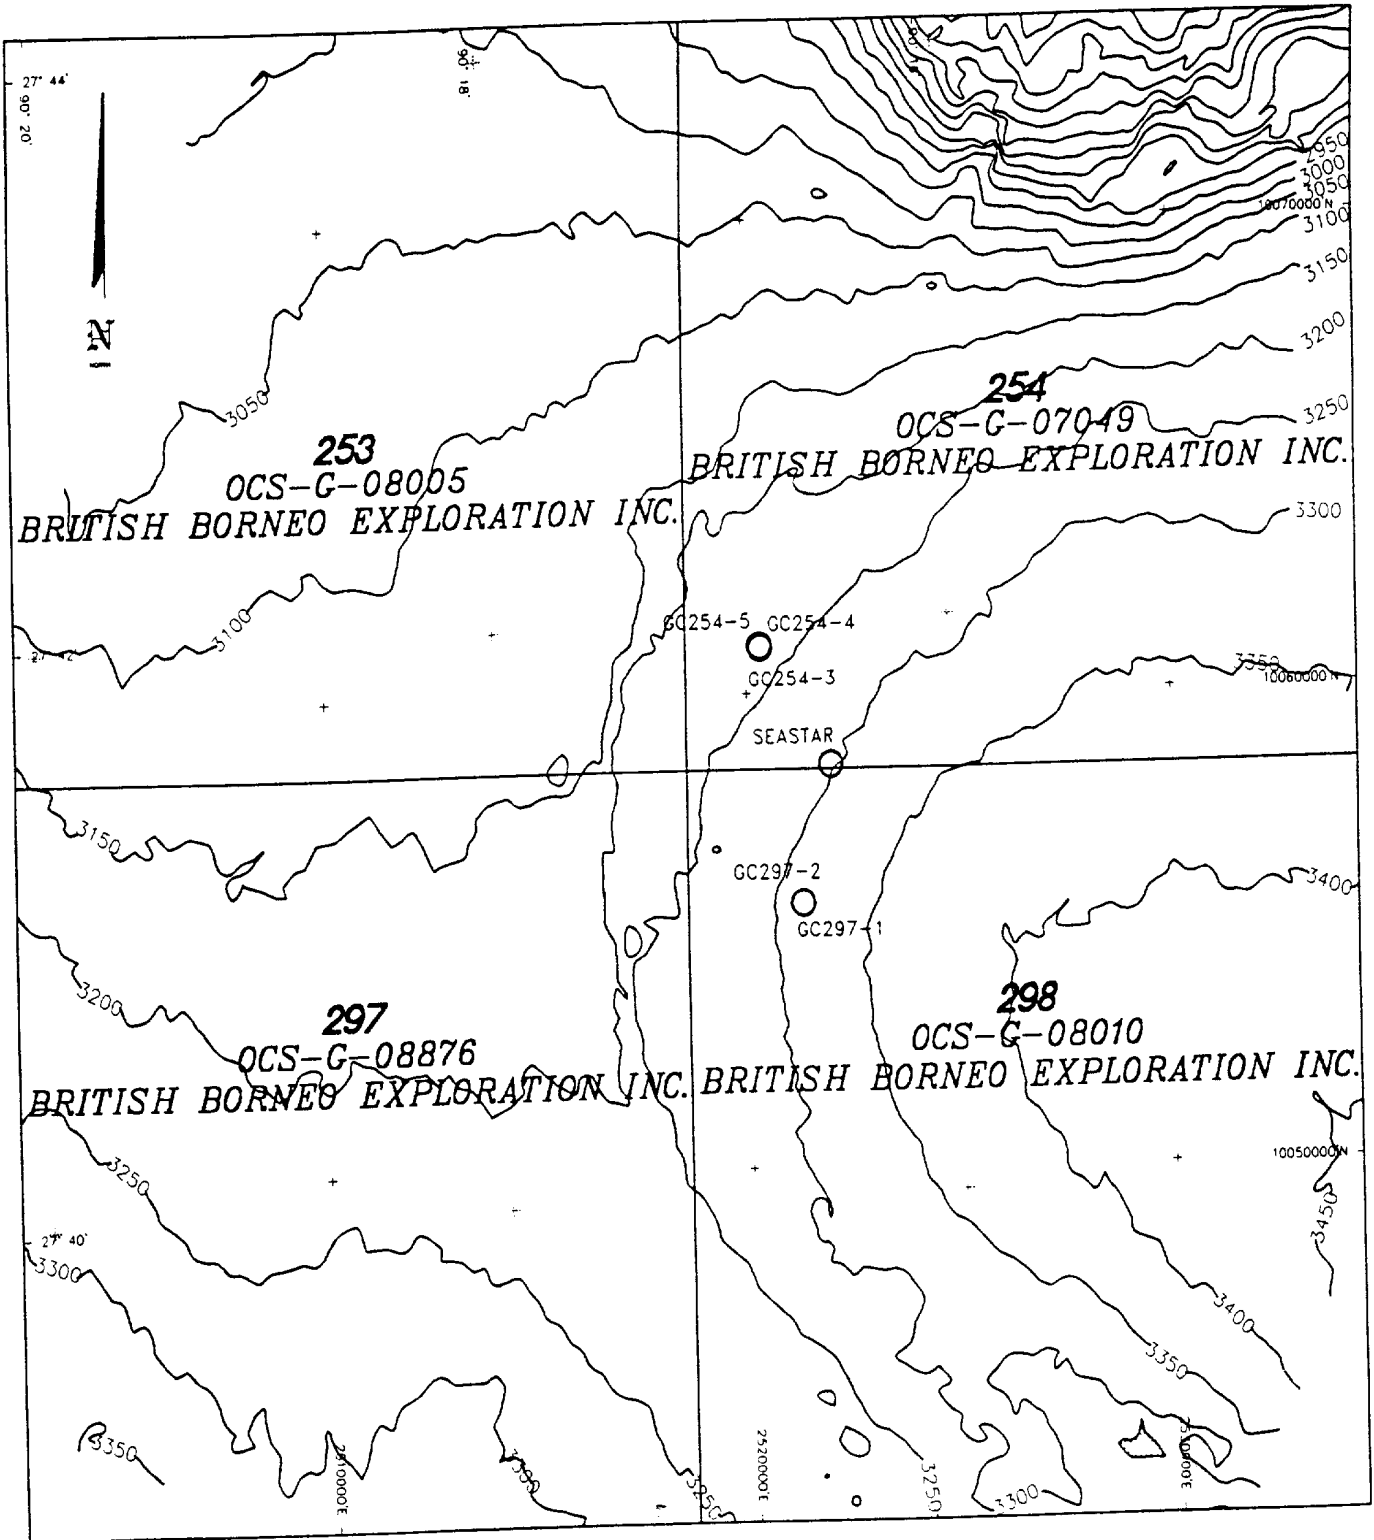 27° 44'
90° 20'
90° 18'
N
2950
3000
3050
10070000'N
3100
3150
3200
3250
3300
3050
253
OCS-G-08005
BRITISH BORNEO EXPLORATION INC.
254
OCS-G-07049
BRITISH BORNEO EXPLORATION INC.
3100
GC254-5 GC254-4
GC254-3
3350
10060000'N
SEASTAR
3150
GC297-2
GC297-1
3400
3200
297
OCS-G-08876
BRITISH BORNEO EXPLORATION INC.
298
OCS-G-08010
BRITISH BORNEO EXPLORATION INC.
3250
10050000'N
3450
27° 40'
3300
3400
3350
3350
3300
3250
2520000'E
3250
3300